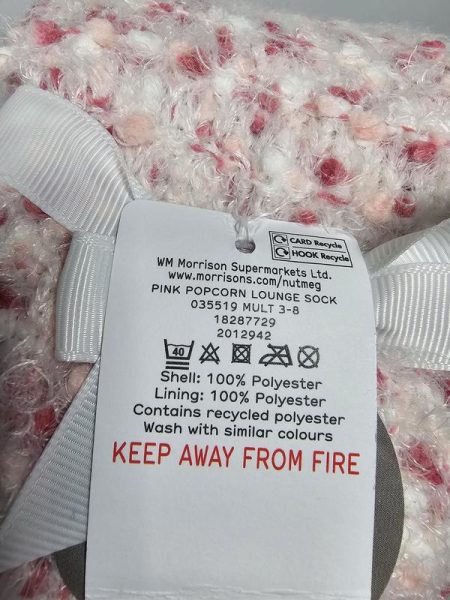 CARD Recycle
HOOK Recycle
WM Morrison Supermarkets Ltd.
www.morrisons.com/nutmeg
PINK POPCORN LOUNGE SOCK
035519 MULT 3-8
18287729
2012942
40
Shell: 100% Polyester
Lining: 100% Polyester
Contains recycled polyester
Wash with similar colours
KEEP AWAY FROM FIRE